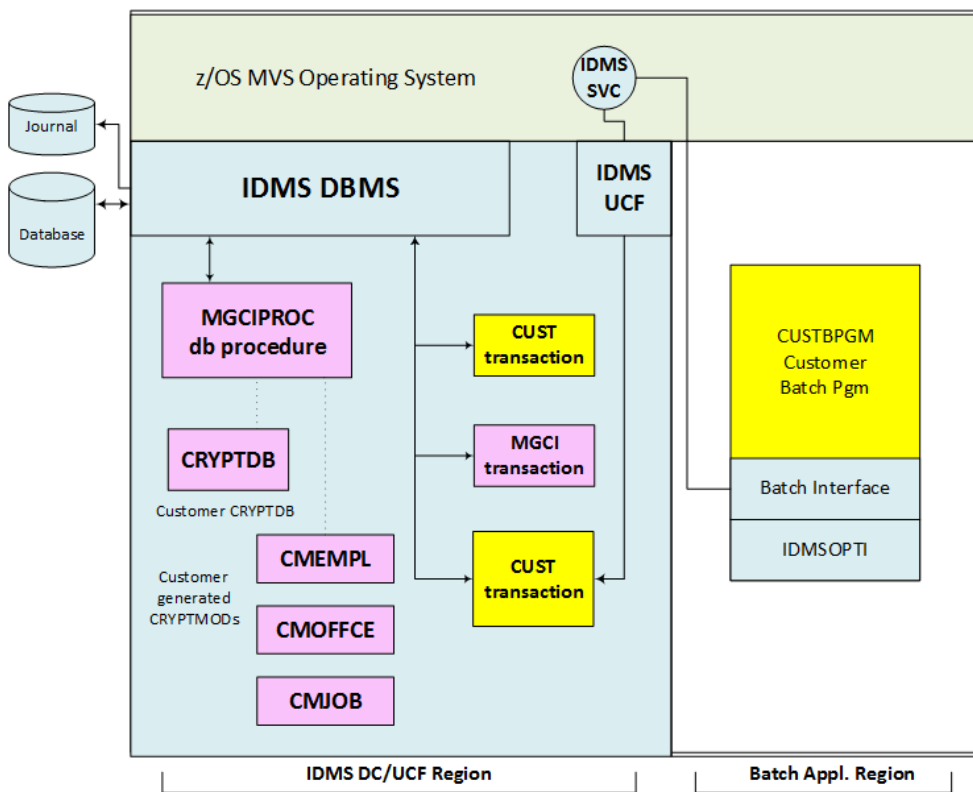 z/OS MVS Operating System
IDMS
SVC
Journal
Database
IDMS DBMS
IDMS
UCF
MGCIPROC
db procedure
CRYPTDB
Customer CRYPTDB
Customer
generated
CRYPTMODs
CMEMPL
CMOFFCE
CMJOB
CUST
transaction
MGCI
transaction
CUST
transaction
CUSTBPGM
Customer
Batch Pgm
Batch Interface
IDMSOPTI
IDMS DC/UCF Region
Batch Appl. Region